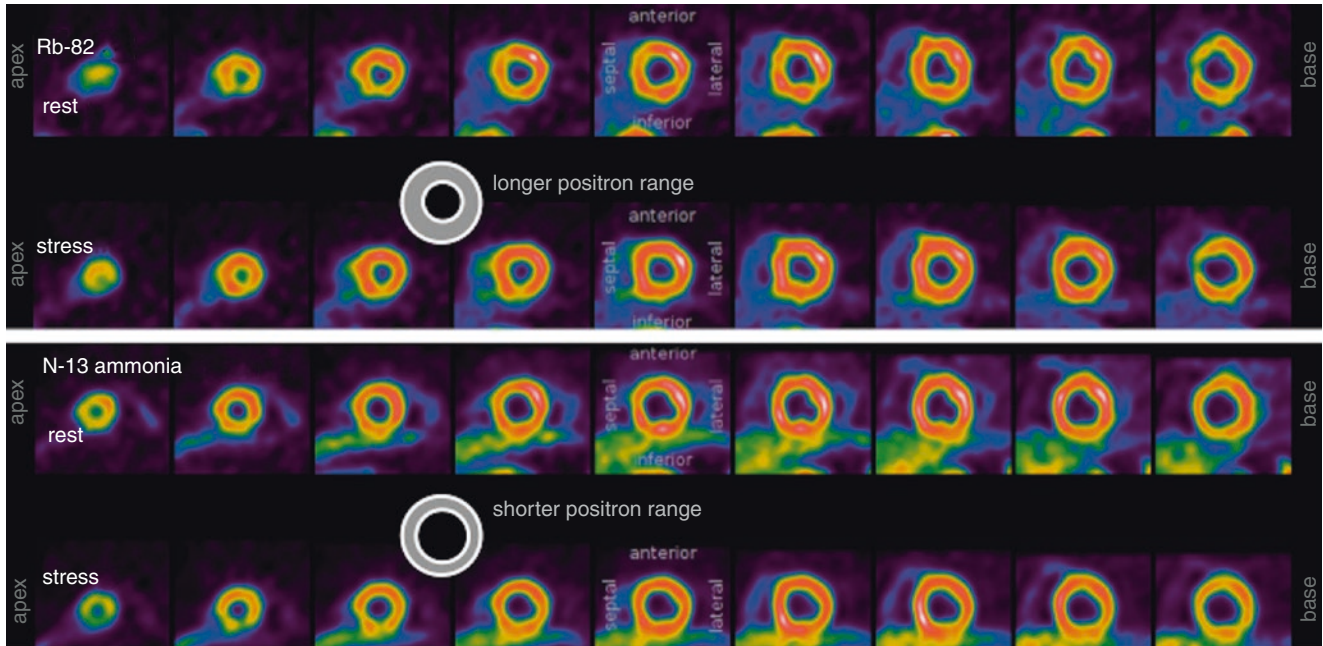 Rb-82
apex
rest
anterior
septal
lateral
inferior
base
longer positron range
stress
apex
anterior
septal
lateral
inferior
base
N-13 ammonia
apex
rest
anterior
septal
lateral
inferior
base
shorter positron range
stress
apex
anterior
septal
lateral
inferior
base